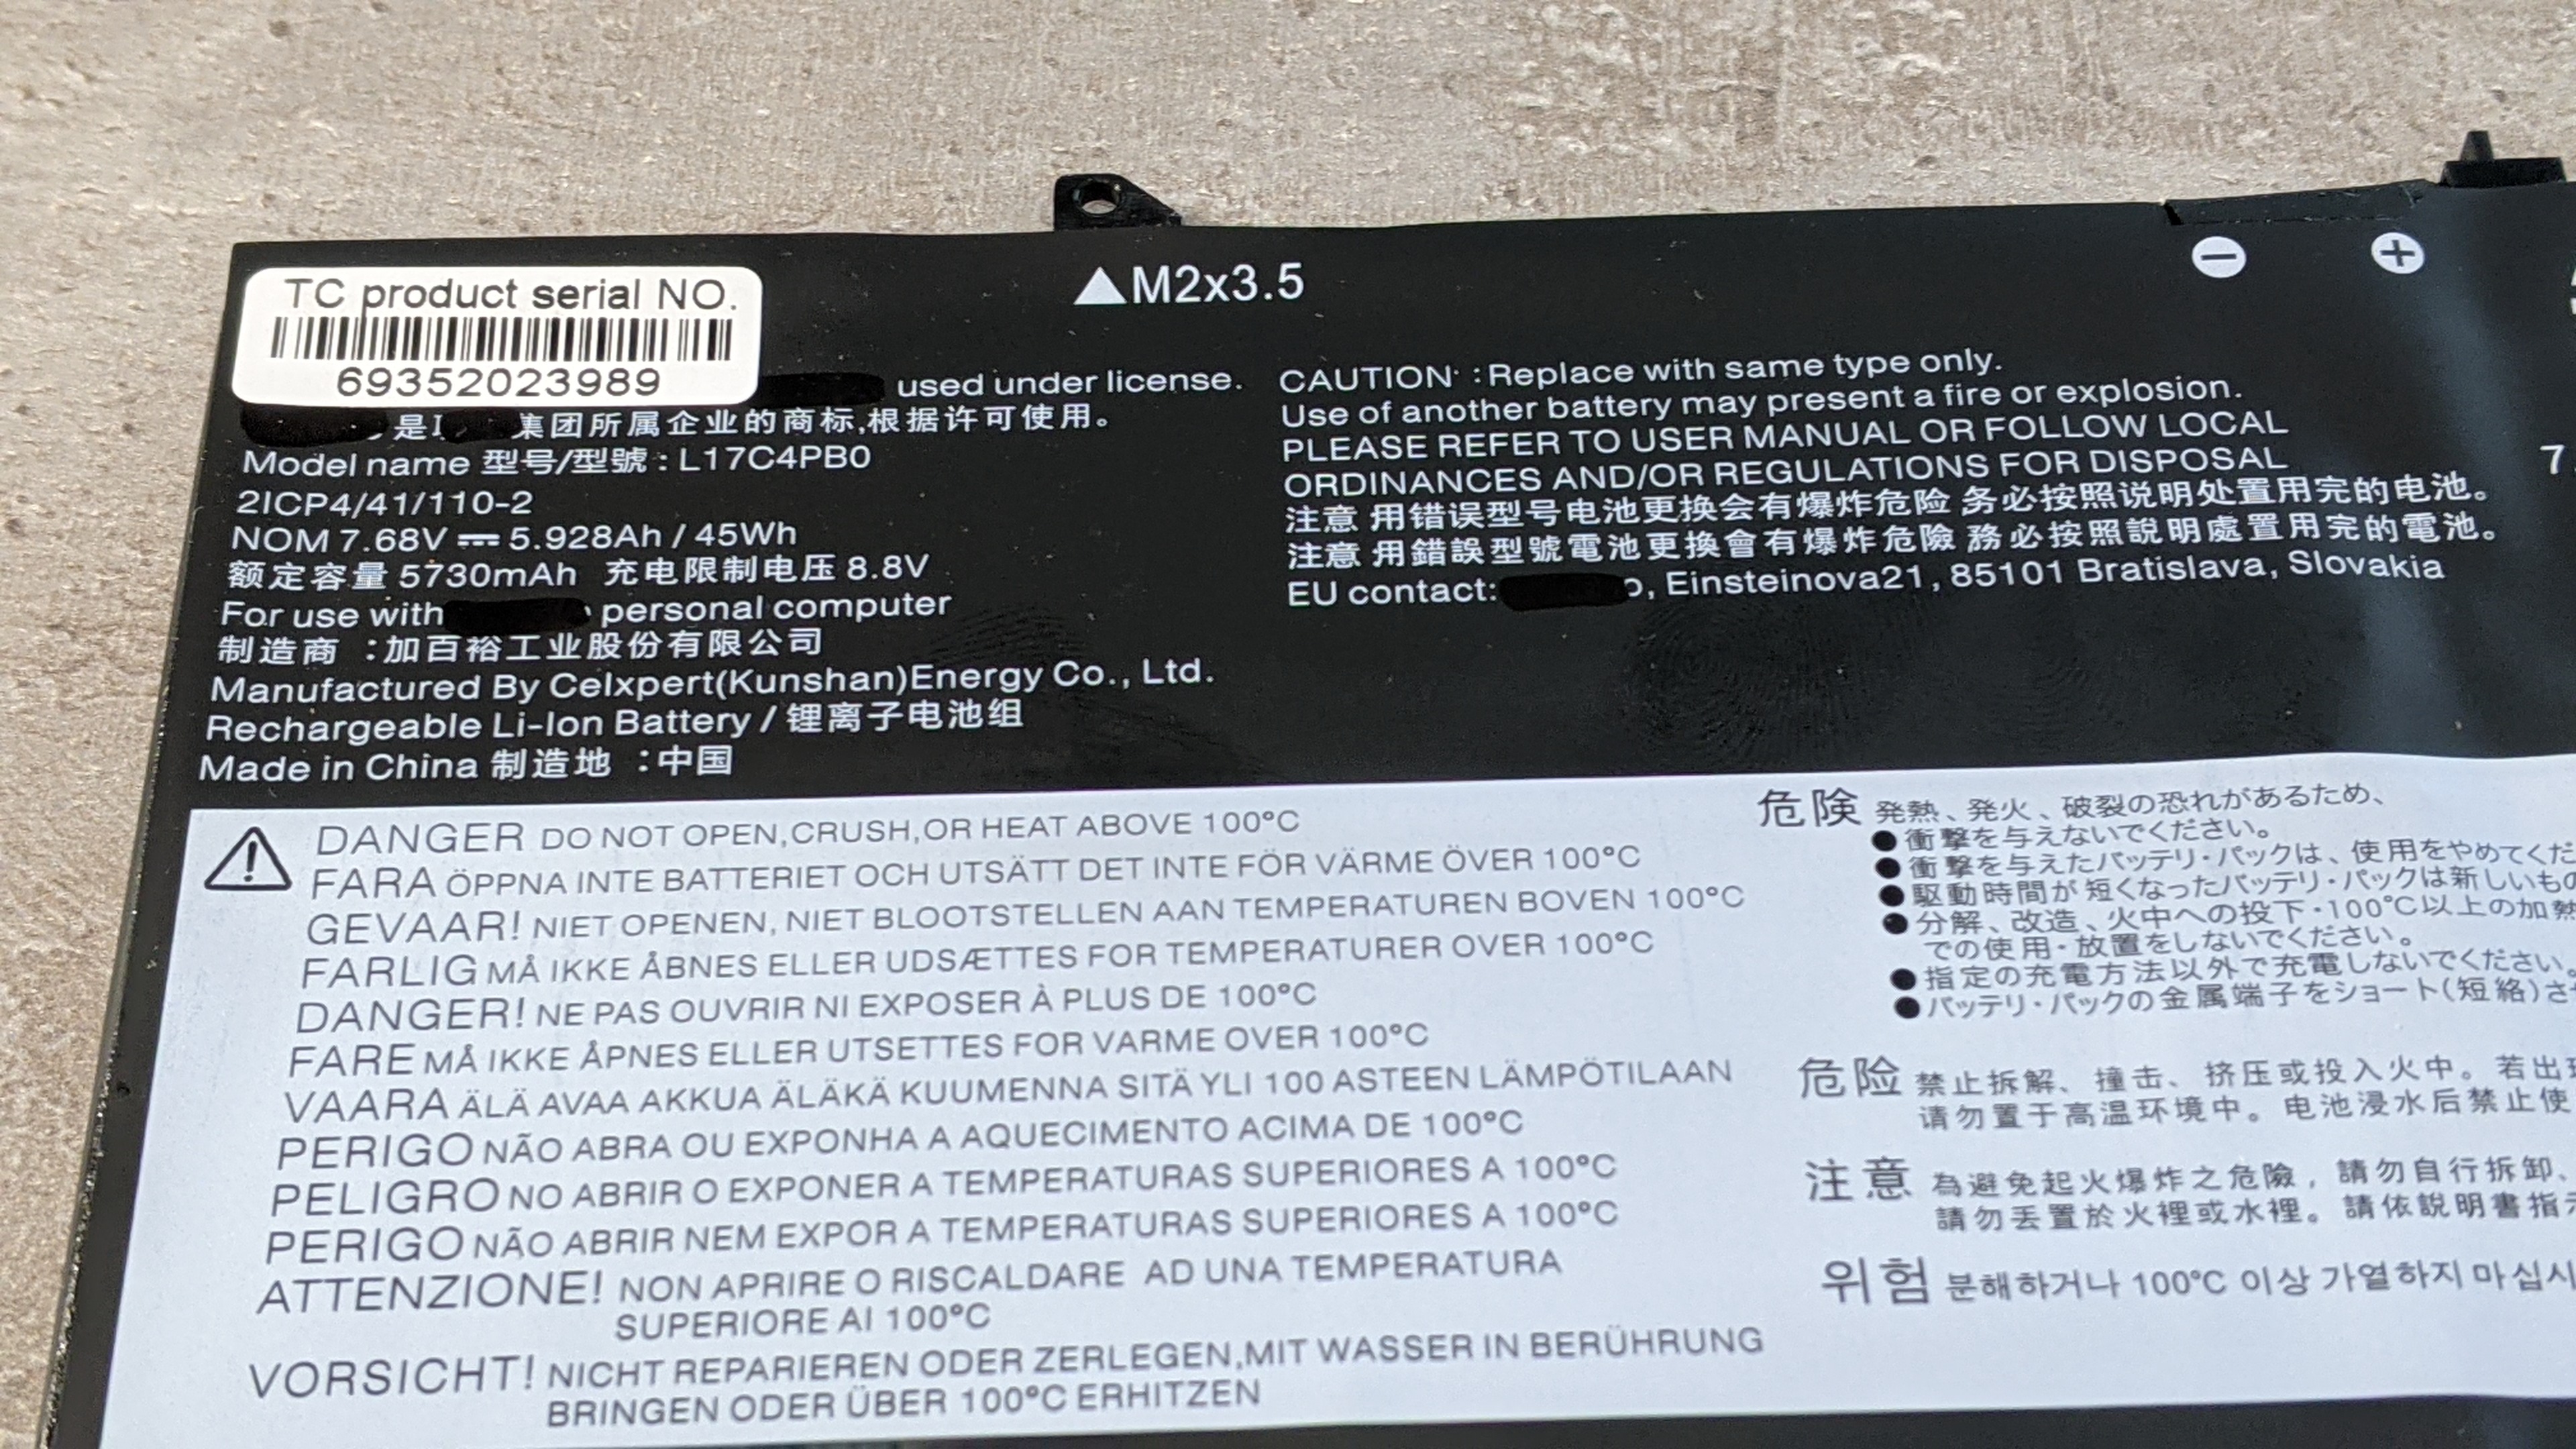 TC product serial NO.
69352023989
▲M2x3.5
used under license.
是 集团所属企业的商标,根据许可使用。
Model name 型号/型號 : L17C4PB0
2ICP4/41/110-2
NOM 7.68V ⎓ 5.928Ah / 45Wh
额定容量 5730mAh 充电限制电压 8.8V
For use with personal computer
制造商 :加百裕工业股份有限公司
Manufactured By Celxpert(Kunshan)Energy Co., Ltd.
Rechargeable Li-Ion Battery / 锂离子电池组
Made in China 制造地 :中国
CAUTION :Replace with same type only.
Use of another battery may present a fire or explosion.
PLEASE REFER TO USER MANUAL OR FOLLOW LOCAL
ORDINANCES AND/OR REGULATIONS FOR DISPOSAL
注意 用错误型号电池更换会有爆炸危险 务必按照说明处置用完的电池。
注意 用錯誤型號電池更換會有爆炸危險 務必按照說明處置用完的電池。
EU contact: , Einsteinova21, 85101 Bratislava, Slovakia
− +
7
DANGER DO NOT OPEN,CRUSH,OR HEAT ABOVE 100°C
FARA ÖPPNA INTE BATTERIET OCH UTSÄTT DET INTE FÖR VÄRME ÖVER 100°C
GEVAAR! NIET OPENEN, NIET BLOOTSTELLEN AAN TEMPERATUREN BOVEN 100°C
FARLIG MÅ IKKE ÅBNES ELLER UDSÆTTES FOR TEMPERATURER OVER 100°C
DANGER! NE PAS OUVRIR NI EXPOSER À PLUS DE 100°C
FARE MÅ IKKE ÅPNES ELLER UTSETTES FOR VARME OVER 100°C
VAARA ÄLÄ AVAA AKKUA ÄLÄKÄ KUUMENNA SITÄ YLI 100 ASTEEN LÄMPÖTILAAN
PERIGO NÃO ABRA OU EXPONHA A AQUECIMENTO ACIMA DE 100°C
PELIGRO NO ABRIR O EXPONER A TEMPERATURAS SUPERIORES A 100°C
PERIGO NÃO ABRIR NEM EXPOR A TEMPERATURAS SUPERIORES A 100°C
ATTENZIONE! NON APRIRE O RISCALDARE AD UNA TEMPERATURA
SUPERIORE AI 100°C
VORSICHT! NICHT REPARIEREN ODER ZERLEGEN,MIT WASSER IN BERÜHRUNG
BRINGEN ODER ÜBER 100°C ERHITZEN
危険 発熱、発火、破裂の恐れがあるため、
●衝撃を与えないでください。
●衝撃を与えたバッテリ・パックは、使用をやめてくだ
●駆動時間が短くなったバッテリ・パックは新しいもの
●分解、改造、火中への投下・100°C以上の加熱
での使用・放置をしないでください。
●指定の充電方法以外で充電しないでください。
●バッテリ・パックの金属端子をショート(短絡)さ
危险 禁止拆解、撞击、挤压或投入火中。若出现
请勿置于高温环境中。电池浸水后禁止使
注意 為避免起火爆炸之危險, 請勿自行拆卸、
請勿丟置於火裡或水裡。請依說明書指示
위험 분해하거나 100°C 이상 가열하지 마십시